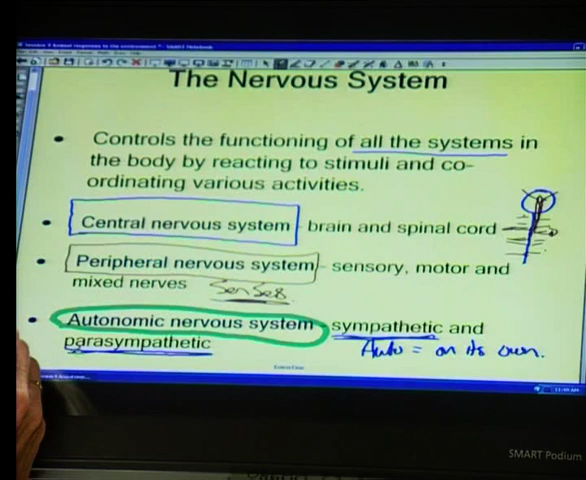 The Nervous System
• Controls the functioning of all the systems in
the body by reacting to stimuli and co-
ordinating various activities.
• Central nervous system - brain and spinal cord
• Peripheral nervous system - sensory, motor and
mixed nerves Senses
• Autonomic nervous system - sympathetic and
parasympathetic Auto = on its own.
SMART Podium